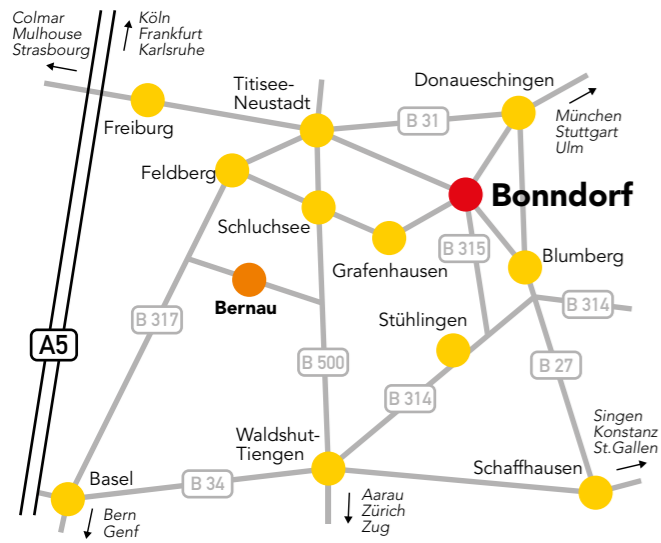 Colmar
Mulhouse
Strasbourg
Köln
Frankfurt
Karlsruhe
Titisee-
Neustadt
Donaueschingen
München
Stuttgart
Ulm
Freiburg
B 31
Feldberg
Bonndorf
Schluchsee
Grafenhausen
B 315
Blumberg
Bernau
B 317
Stühlingen
B 314
A5
B 500
B 27
B 314
Waldshut-
Tiengen
Singen
Konstanz
St.Gallen
Basel
B 34
Schaffhausen
Bern
Genf
Aarau
Zürich
Zug